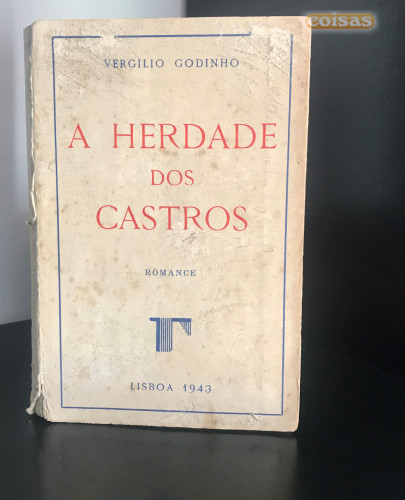 coisas
VERGILIO GODINHO
A HERDADE
DOS
CASTROS
ROMANCE
LISBOA 1943